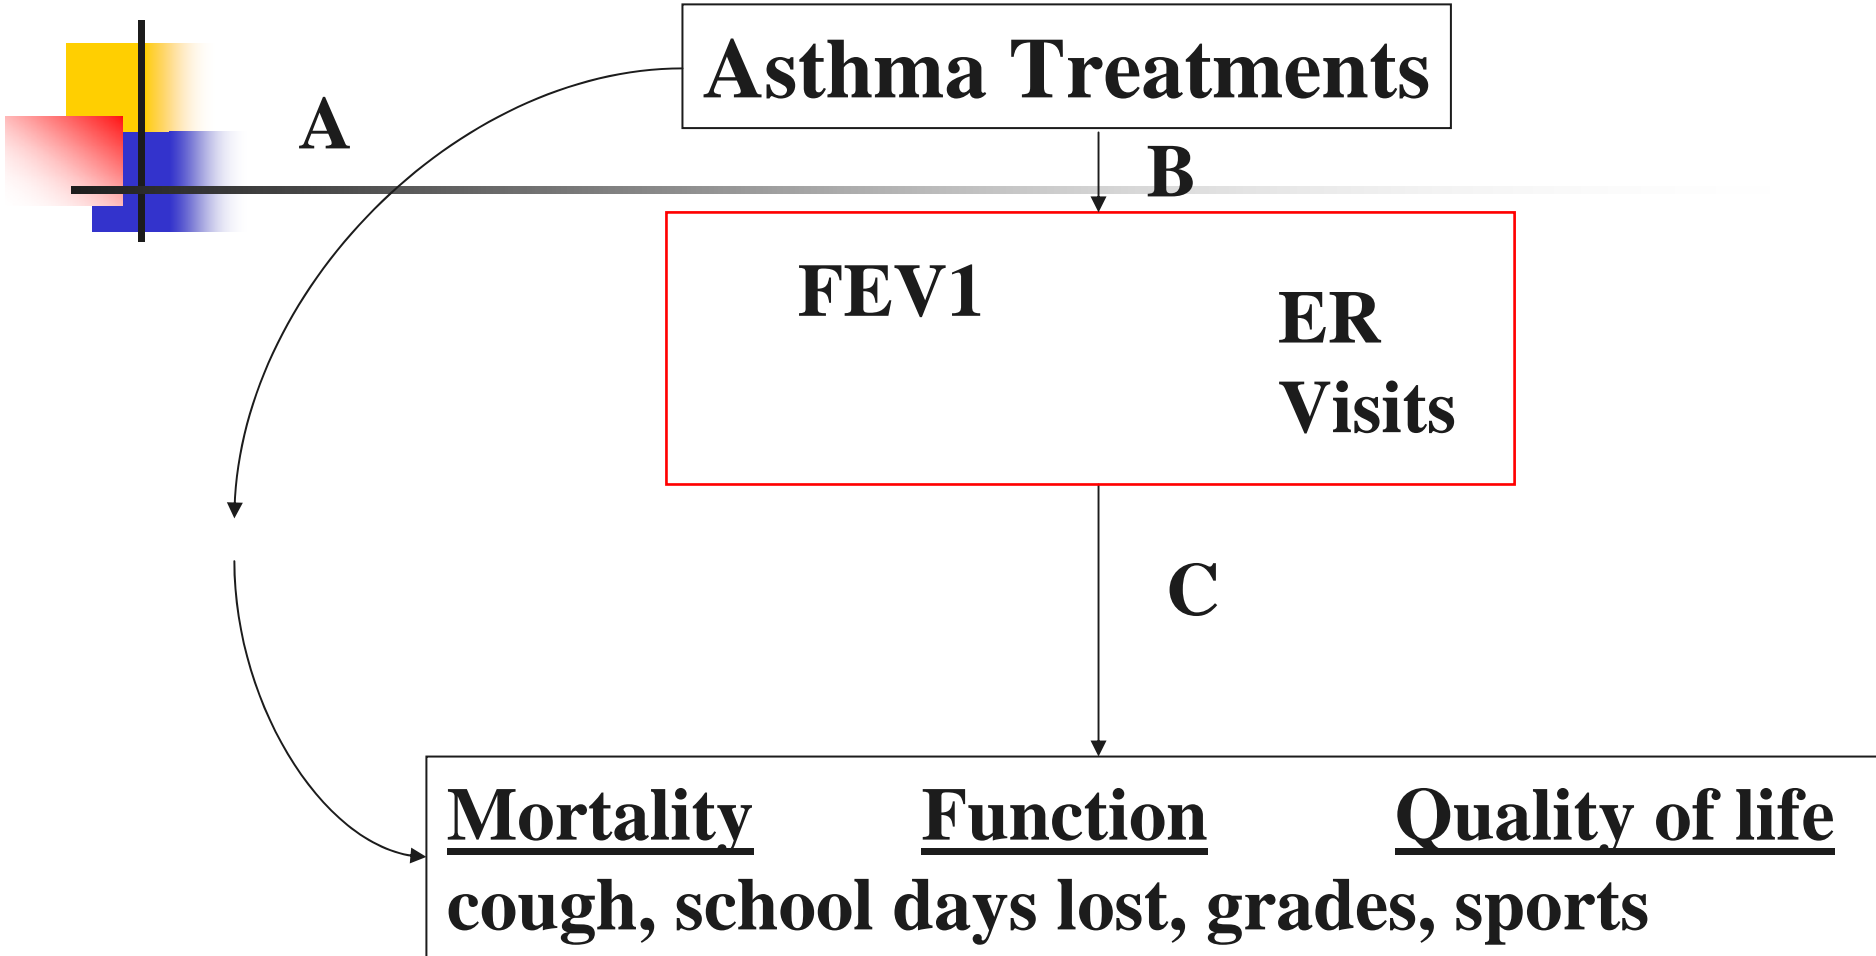 Asthma Treatments
A
B
FEV1
ER
Visits
C
Mortality Function Quality of life
cough, school days lost, grades, sports